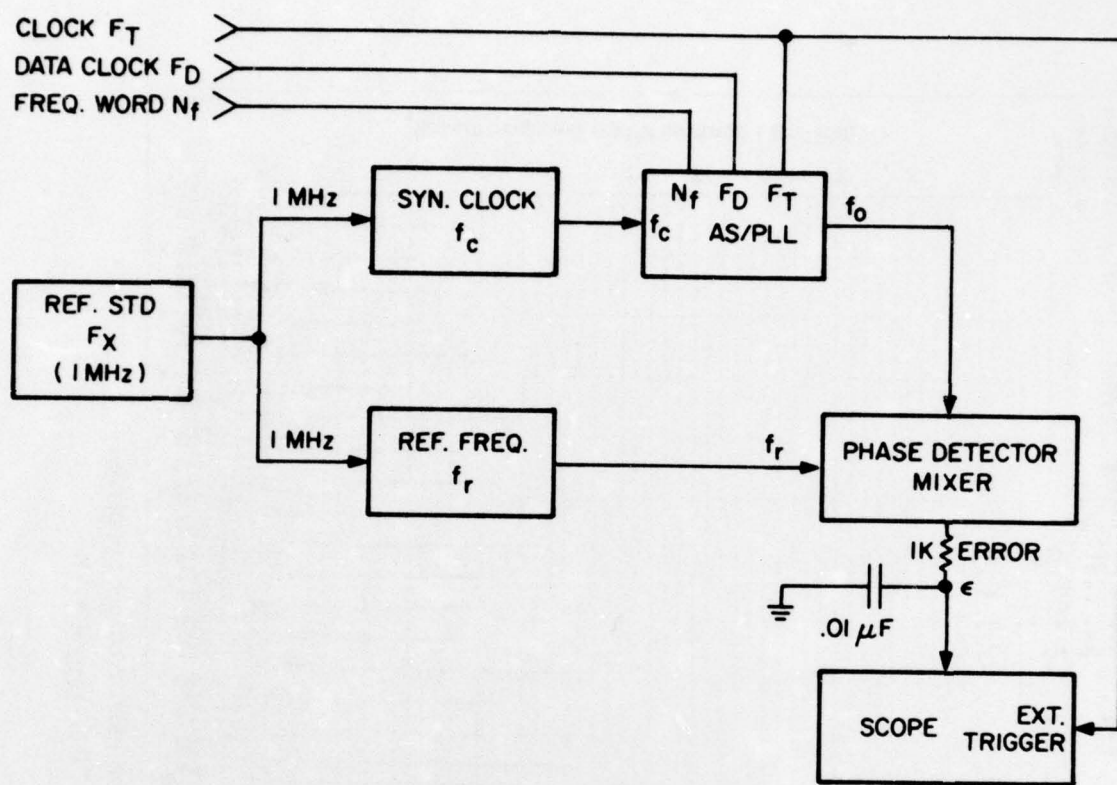 CLOCK F_T
DATA CLOCK F_D
FREQ. WORD N_f
1 MHz
SYN. CLOCK
f_c
N_f F_D F_T
f_c
AS/PLL
f_o
REF. STD
F_X
(1MHz)
1 MHz
REF. FREQ.
f_r
f_r
PHASE DETECTOR
MIXER
1K
ERROR
ϵ
.01 μF
SCOPE
EXT.
TRIGGER